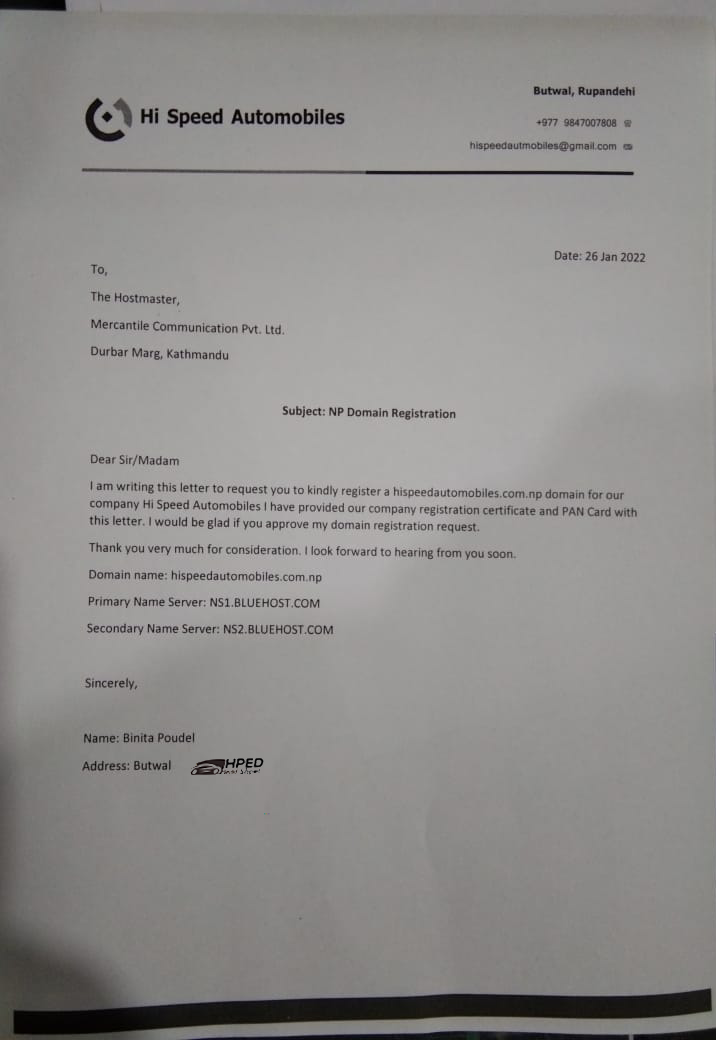 Hi Speed Automobiles
Butwal, Rupandehi
+977 9847007808
hispeedautmobiles@gmail.com
Date: 26 Jan 2022
To,
The Hostmaster,
Mercantile Communication Pvt. Ltd.
Durbar Marg, Kathmandu
Subject: NP Domain Registration
Dear Sir/Madam
I am writing this letter to request you to kindly register a hispeedautomobiles.com.np domain for our
company Hi Speed Automobiles I have provided our company registration certificate and PAN Card with
this letter. I would be glad if you approve my domain registration request.
Thank you very much for consideration. I look forward to hearing from you soon.
Domain name: hispeedautomobiles.com.np
Primary Name Server: NS1.BLUEHOST.COM
Secondary Name Server: NS2.BLUEHOST.COM
Sincerely,
Name: Binita Poudel
Address: Butwal
HPED